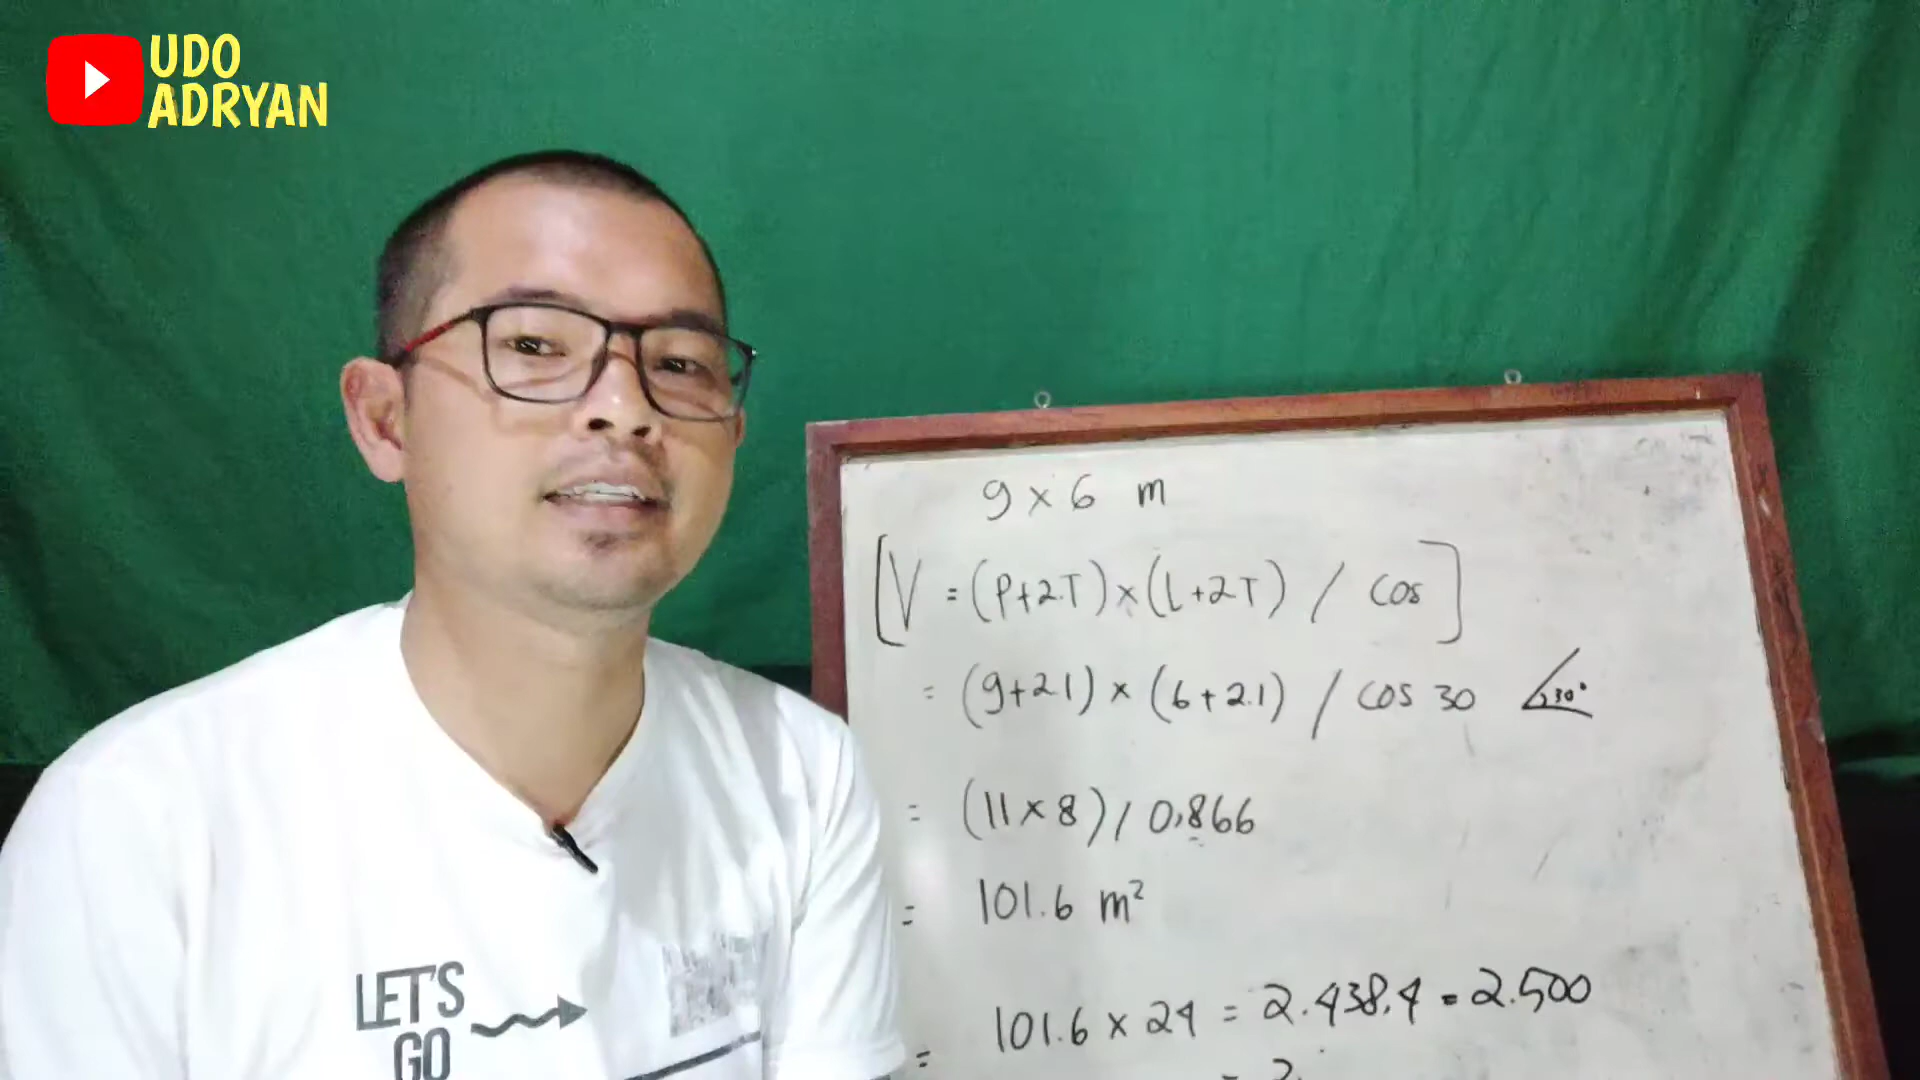 UDO
ADRYAN
9 x 6 m
[V = (P+2.T) x (L+2T) / cos]
= (9+2.1) x (6+2.1) / cos 30 30°
= (11 x 8) / 0,866
= 101.6 m²
= 101.6 x 24 = 2.438,4 = 2.500
LET'S
GO